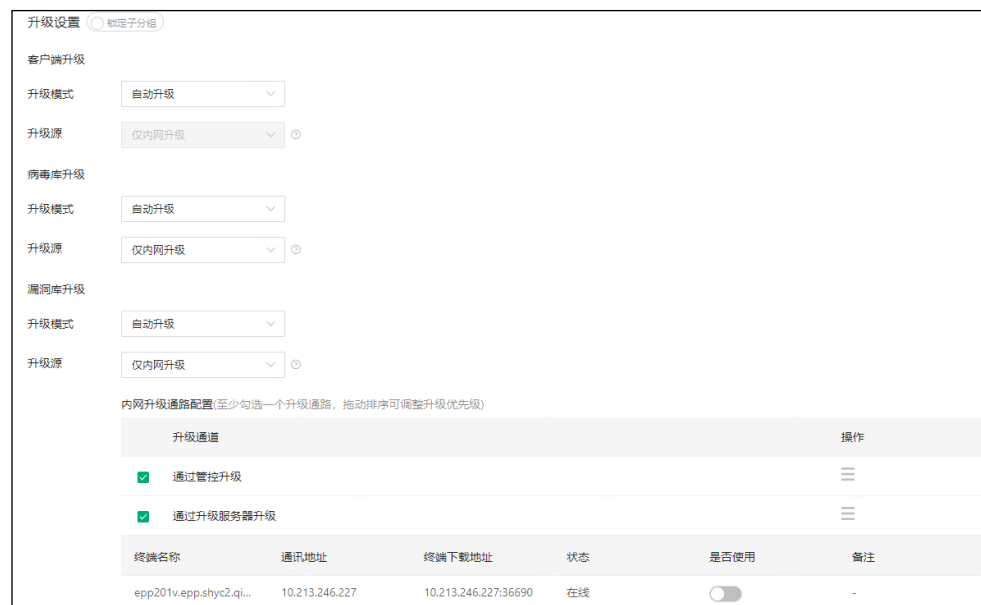 升级设置 锁定子分组
客户端升级
升级模式 自动升级
升级源 仅内网升级
病毒库升级
升级模式 自动升级
升级源 仅内网升级
漏洞库升级
升级模式 自动升级
升级源 仅内网升级
内网升级通路配置(至少勾选一个升级通路，拖动排序可调整升级优先级)
升级通道 操作
通过管控升级
通过升级服务器升级
终端名称 通讯地址 终端下载地址 状态 是否使用 备注
epp201v.epp.shyc2.qi... 10.213.246.227 10.213.246.227:36690 在线 -